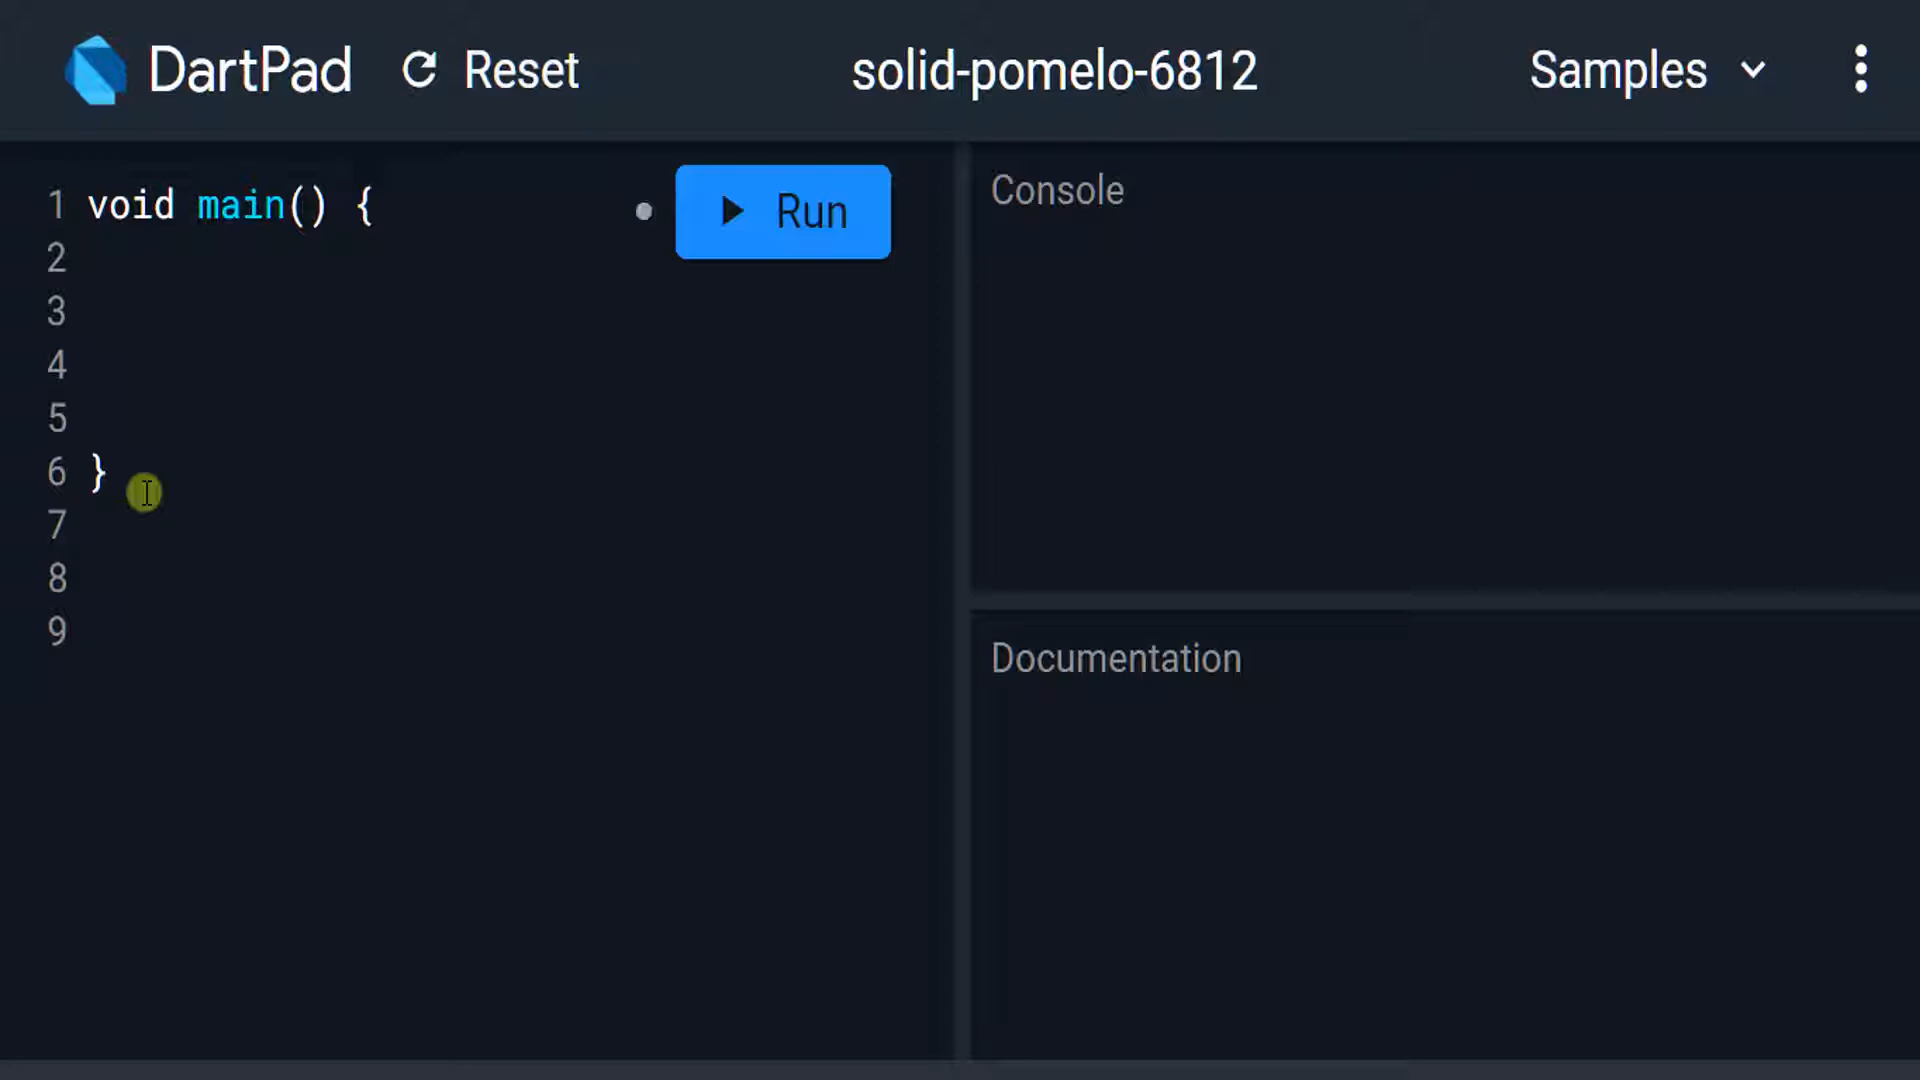 DartPad Reset solid-pomelo-6812 Samples
1 void main() { Run
2
3
4
5
6 }
7
8
9
Console
Documentation